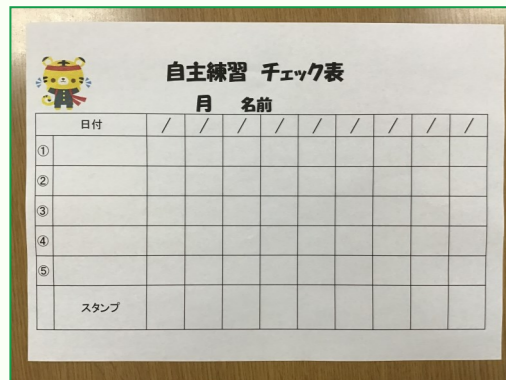 自主練習 チェック表
月 名前
日付 / / / / / / / / /
①
②
③
④
⑤
スタンプ